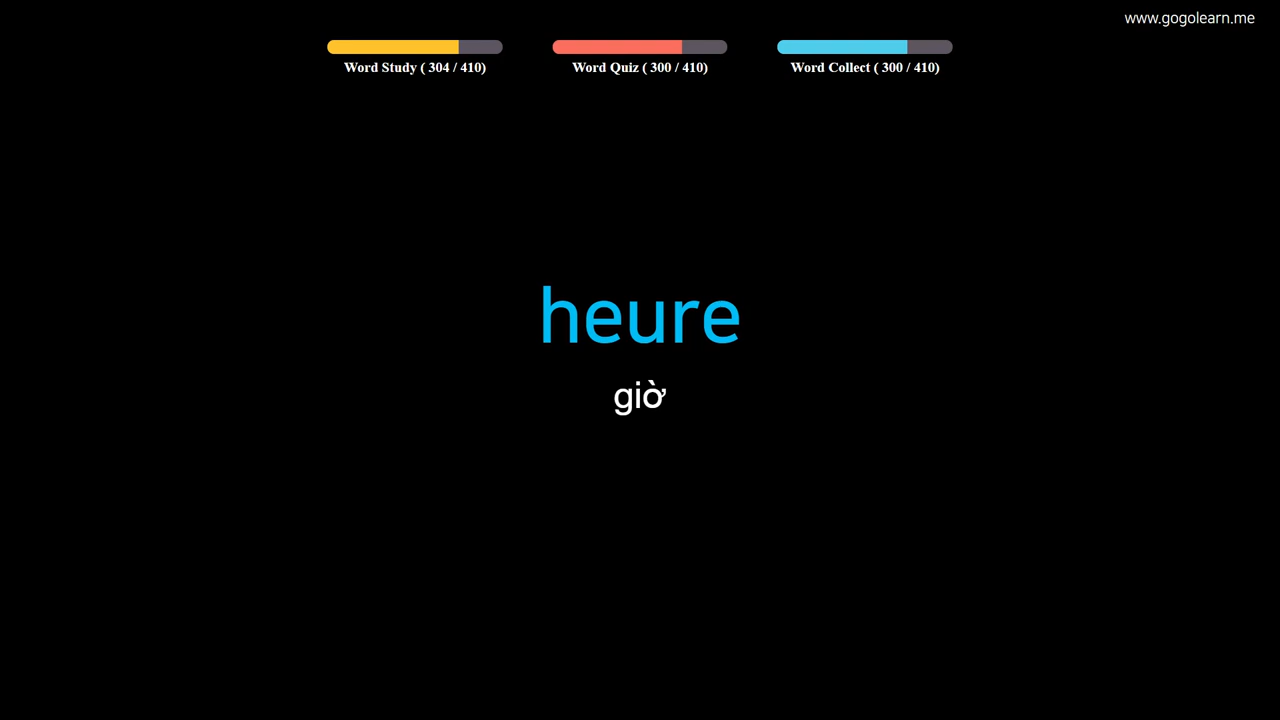 www.gogolearn.me
Word Study ( 304 / 410)
Word Quiz ( 300 / 410)
Word Collect ( 300 / 410)
heure
giờ